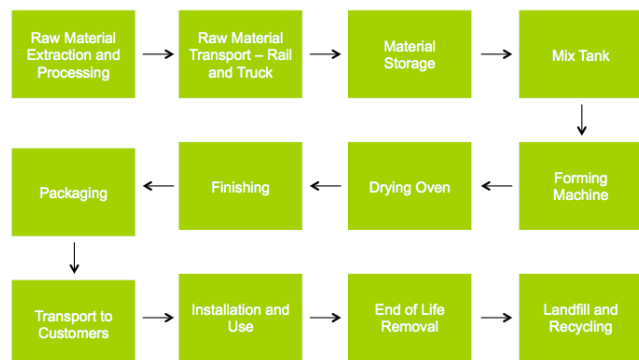 Raw Material
Extraction and
Processing
Raw Material
Transport – Rail
and Truck
Material
Storage
Mix Tank
Forming
Machine
Drying Oven
Finishing
Packaging
Transport to
Customers
Installation and
Use
End of Life
Removal
Landfill and
Recycling